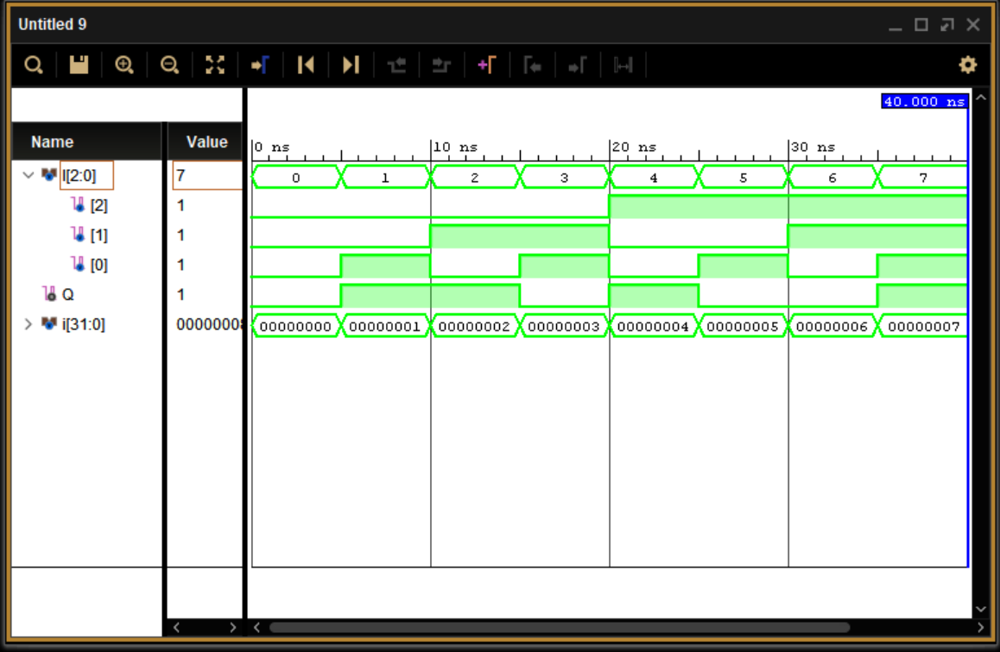 Untitled 9
40.000 ns
Name Value
0 ns 10 ns 20 ns 30 ns
I[2:0] 7 0 1 2 3 4 5 6 7
[2] 1
[1] 1
[0] 1
Q 1
i[31:0] 00000008 00000000 00000001 00000002 00000003 00000004 00000005 00000006 00000007